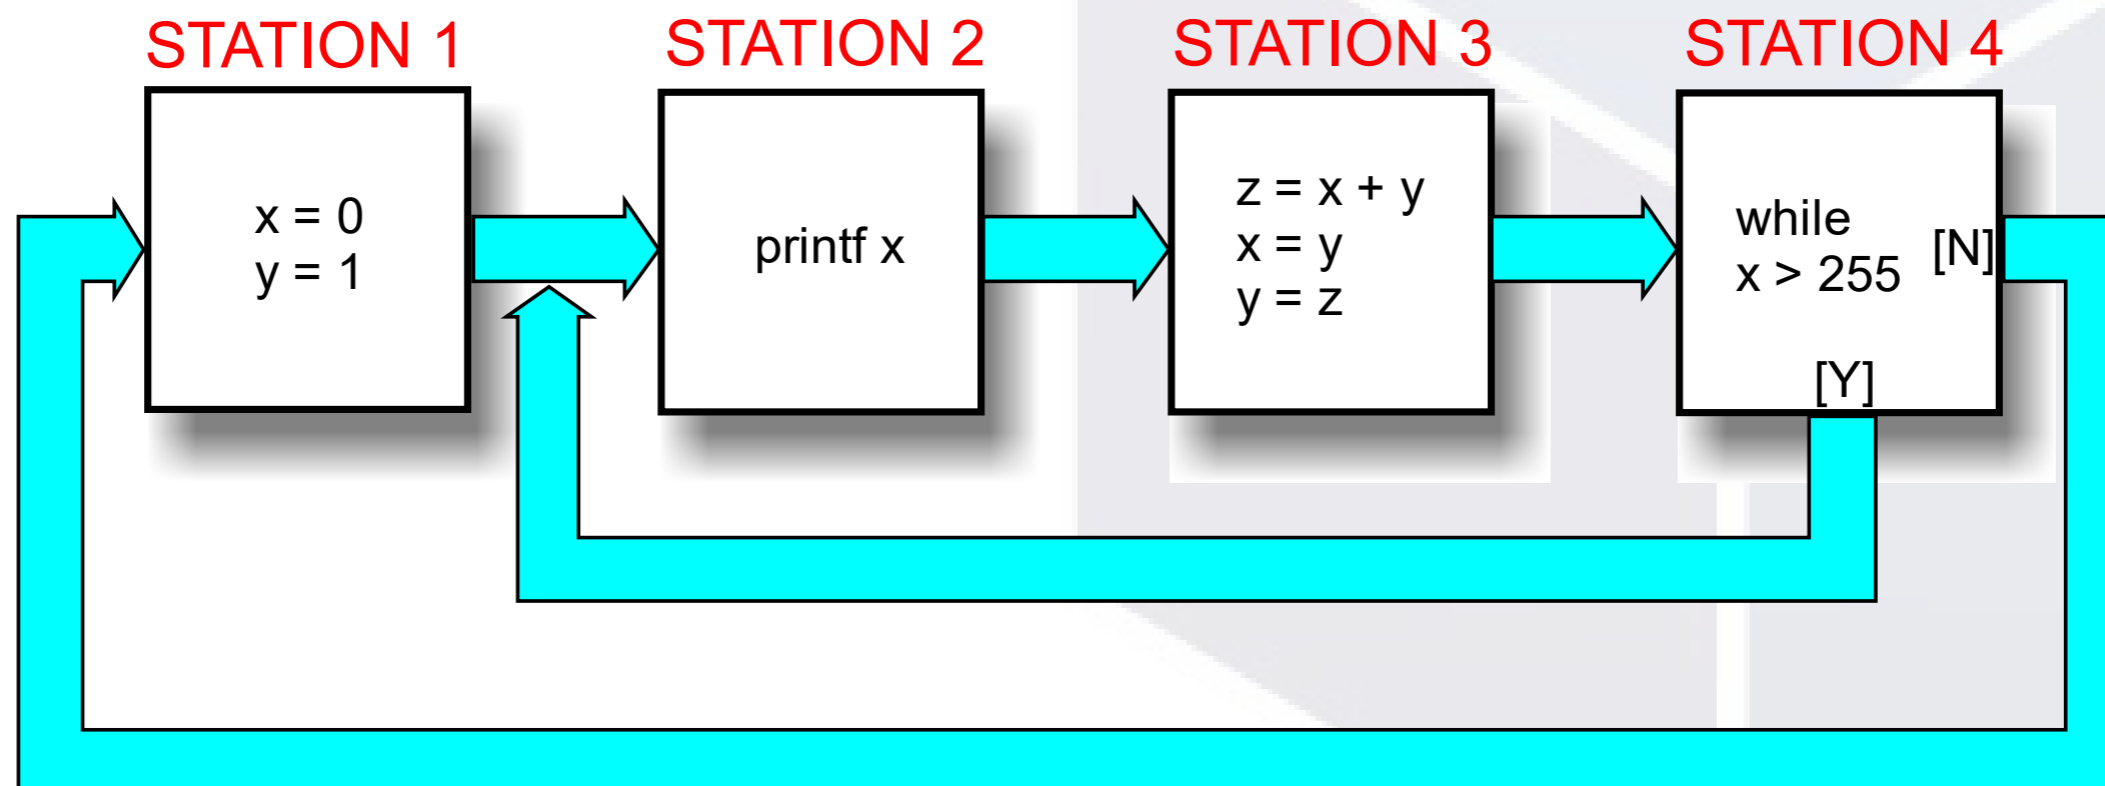 STATION 1
x = 0
y = 1
STATION 2
printf x
STATION 3
z = x + y
x = y
y = z
STATION 4
while
x > 255
[N]
[Y]